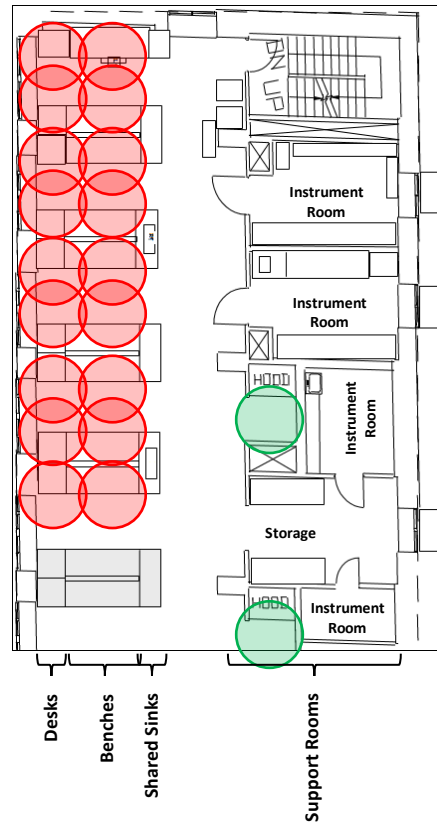 DN
UP
Instrument
Room
Instrument
Room
HOOD
Instrument
Room
Storage
HOOD
Instrument
Room
Desks
Benches
Shared Sinks
Support Rooms